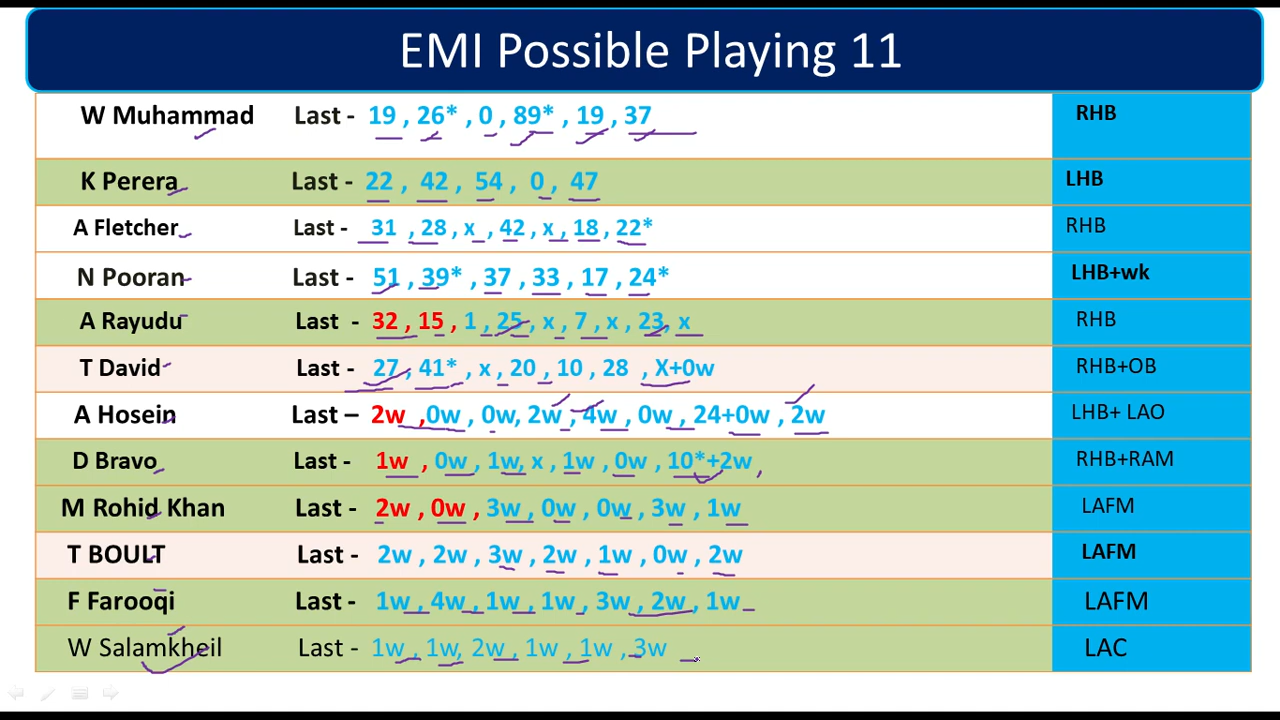 EMI Possible Playing 11
W Muhammad Last - 19 , 26* , 0 , 89* , 19 , 37 RHB
K Perera Last - 22 , 42 , 54 , 0 , 47 LHB
A Fletcher Last - 31 , 28 , x , 42 , x , 18 , 22* RHB
N Pooran Last - 51 , 39* , 37 , 33 , 17 , 24* LHB+wk
A Rayudu Last - 32 , 15 , 1 , 25 , x , 7 , x , 23 , x RHB
T David Last - 27 , 41* , x , 20 , 10 , 28 , X+0w RHB+OB
A Hosein Last – 2w ,0w , 0w, 2w , 4w , 0w , 24+0w , 2w LHB+ LAO
D Bravo Last - 1w , 0w , 1w, x , 1w , 0w , 10*+2w , RHB+RAM
M Rohid Khan Last - 2w , 0w , 3w , 0w , 0w , 3w , 1w LAFM
T BOULT Last - 2w , 2w , 3w , 2w , 1w , 0w , 2w LAFM
F Farooqi Last - 1w , 4w , 1w , 1w , 3w , 2w , 1w LAFM
W Salamkheil Last - 1w , 1w , 2w , 1w , 1w , 3w LAC